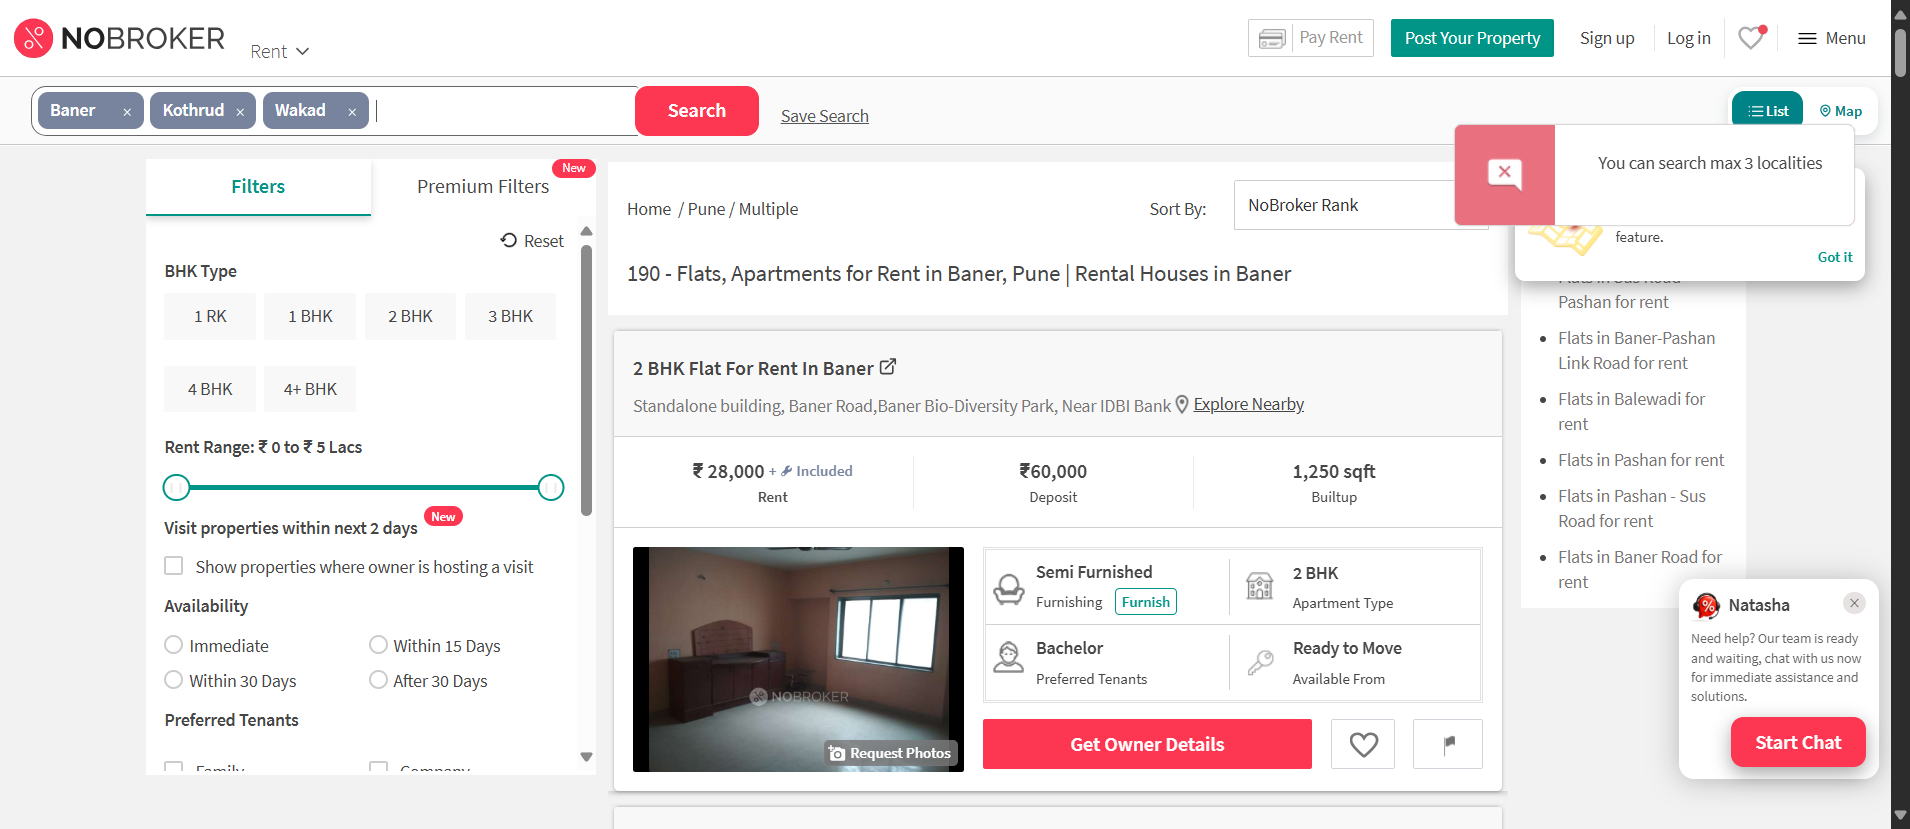 NOBROKER
Rent
Pay Rent
Post Your Property
Sign up
Log in
Menu
Baner ×
Kothrud ×
Wakad ×
Search
Save Search
List
Map
You can search max 3 localities
feature.
Got it
Filters
Premium Filters
New
Reset
BHK Type
1 RK
1 BHK
2 BHK
3 BHK
4 BHK
4+ BHK
Rent Range: ₹ 0 to ₹ 5 Lacs
Visit properties within next 2 days
New
Show properties where owner is hosting a visit
Availability
Immediate
Within 15 Days
Within 30 Days
After 30 Days
Preferred Tenants
Family
Company
Home / Pune / Multiple
Sort By:
NoBroker Rank
190 - Flats, Apartments for Rent in Baner, Pune | Rental Houses in Baner
2 BHK Flat For Rent In Baner
Standalone building, Baner Road,Baner Bio-Diversity Park, Near IDBI Bank
Explore Nearby
₹ 28,000 + Included
Rent
₹60,000
Deposit
1,250 sqft
Builtup
NOBROKER
Request Photos
Semi Furnished
Furnishing
Furnish
2 BHK
Apartment Type
Bachelor
Preferred Tenants
Ready to Move
Available From
Get Owner Details
Flats in Sus Road
Pashan for rent
Flats in Baner-Pashan
Link Road for rent
Flats in Balewadi for
rent
Flats in Pashan for rent
Flats in Pashan - Sus
Road for rent
Flats in Baner Road for
rent
Natasha
Need help? Our team is ready
and waiting, chat with us now
for immediate assistance and
solutions.
Start Chat